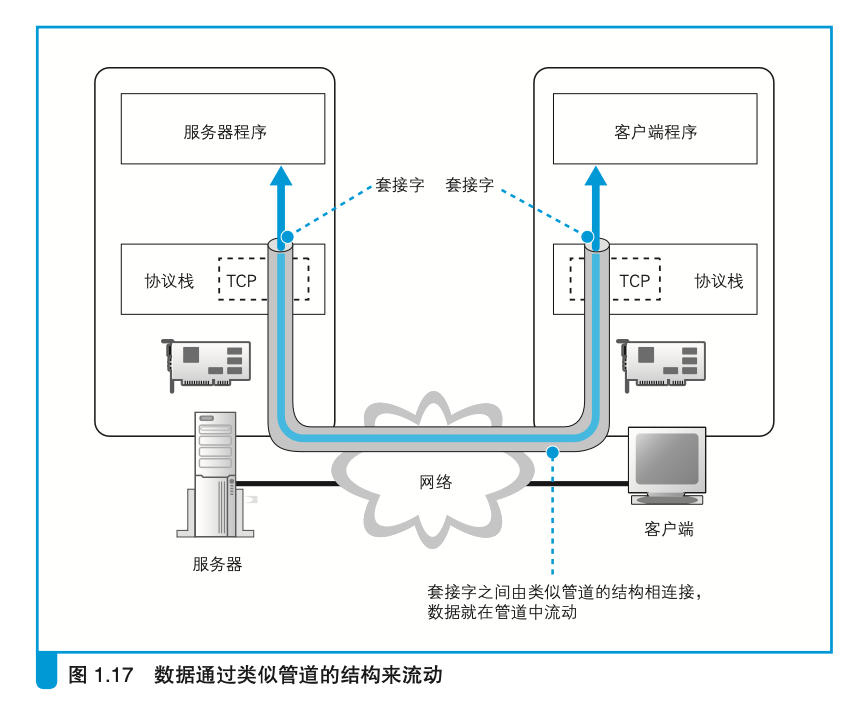 服务器程序
客户端程序
套接字
套接字
协议栈
TCP
TCP
协议栈
网络
服务器
客户端
套接字之间由类似管道的结构相连接，
数据就在管道中流动
图 1.17 数据通过类似管道的结构来流动